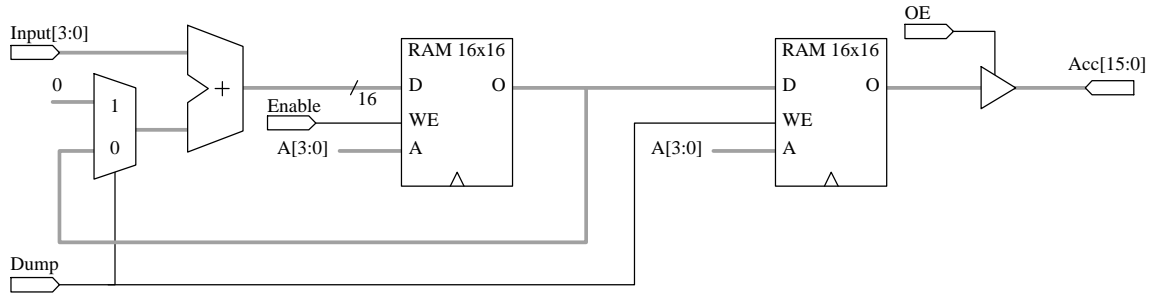 Input[3:0]
0
1
0
Dump
+
16
Enable
A[3:0]
RAM 16x16
D
O
WE
A
A[3:0]
RAM 16x16
D
O
WE
A
OE
Acc[15:0]